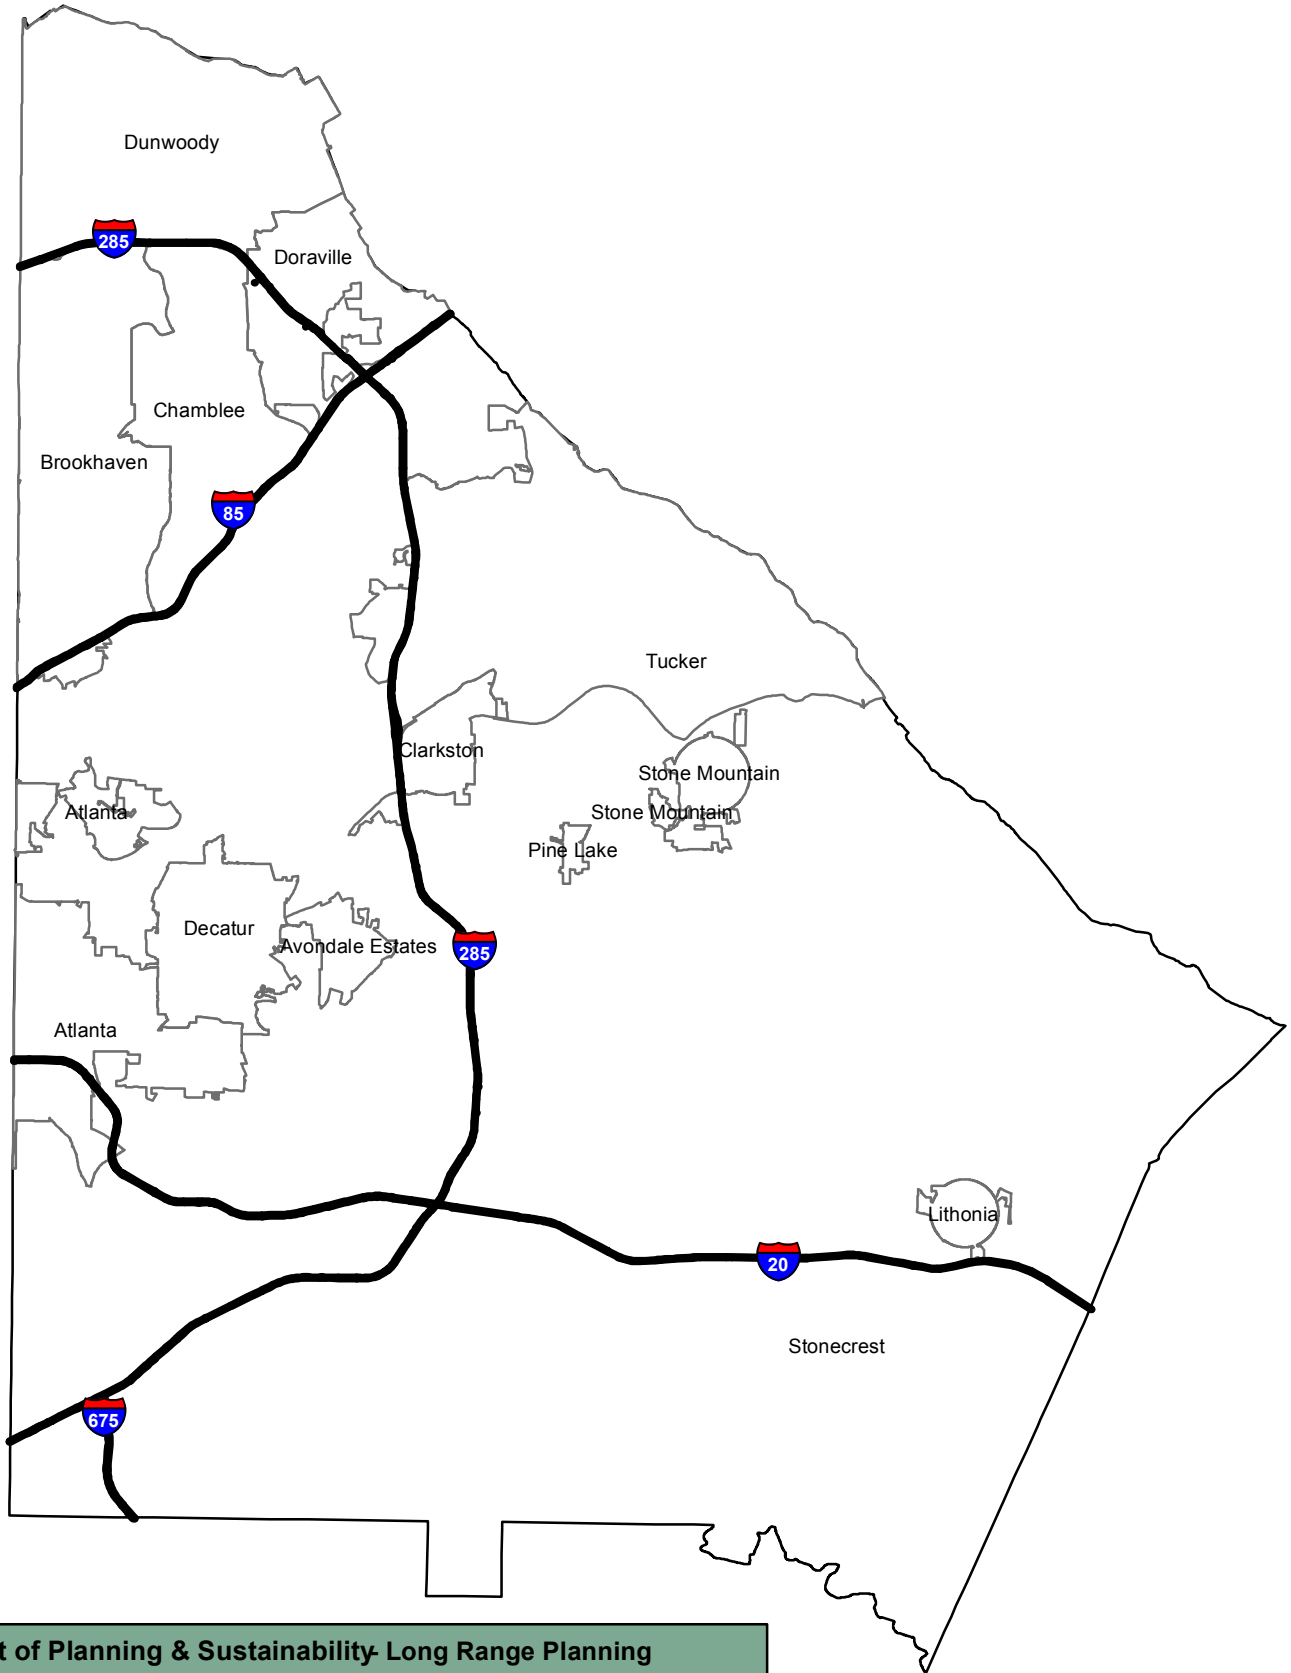 Dunwoody
285
Doraville
Chamblee
Brookhaven
85
Tucker
Clarkston
Stone Mountain
Atlanta
Stone Mountain
Pine Lake
Decatur
Avondale Estates
285
Atlanta
Lithonia
20
Stonecrest
675
t of Planning & Sustainability- Long Range Planning